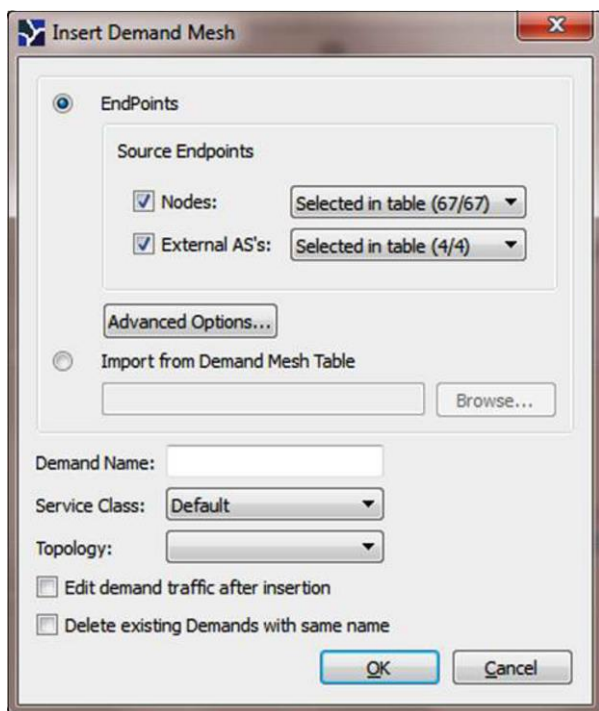 Insert Demand Mesh
EndPoints
Source Endpoints
Nodes: Selected in table (67/67)
External AS's: Selected in table (4/4)
Advanced Options...
Import from Demand Mesh Table
Browse...
Demand Name:
Service Class: Default
Topology:
Edit demand traffic after insertion
Delete existing Demands with same name
OK Cancel